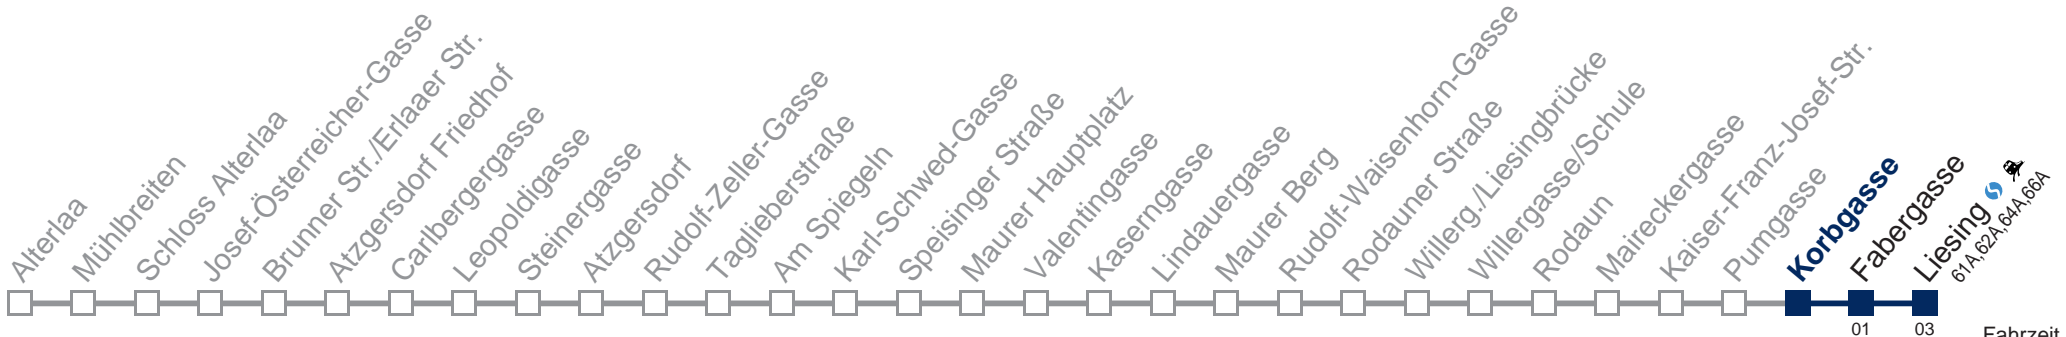 Alterlaa
Mühlbreiten
Schloss Alterlaa
Josef-Österreicher-Gasse
Brunner Str./Erlaaer Str.
Atzgersdorf Friedhof
Carlbergergasse
Leopoldigasse
Steinergasse
Atzgersdorf
Rudolf-Zeller-Gasse
Taglieberstraße
Am Spiegeln
Karl-Schwed-Gasse
Speisinger Straße
Maurer Hauptplatz
Valentingasse
Kaserngasse
Lindauergasse
Maurer Berg
Rudolf-Waisenhorn-Gasse
Rodauner Straße
Willerg./Liesingbrücke
Willergasse/Schule
Rodaun
Maireckergasse
Kaiser-Franz-Josef-Str.
Pumgasse
Korbgasse
Fabergasse
Liesing
61A,62A,64A,66A
01
03
Fahrzeit